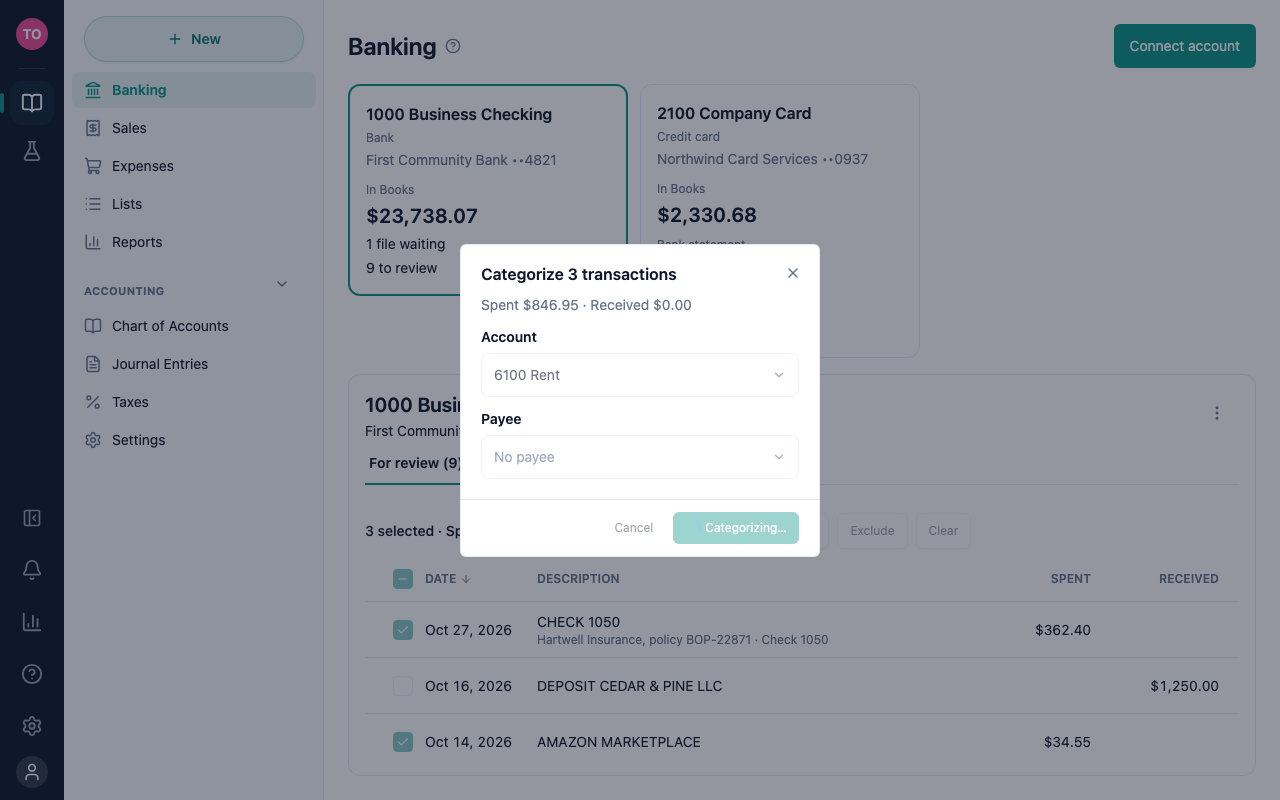 TO
New
Banking
Sales
Expenses
Lists
Reports
ACCOUNTING
Chart of Accounts
Journal Entries
Taxes
Settings
Banking
Connect account
1000 Business Checking
Bank
First Community Bank ••4821
In Books
$23,738.07
1 file waiting
9 to review
2100 Company Card
Credit card
Northwind Card Services ••0937
In Books
$2,330.68
Categorize 3 transactions
Spent $846.95 · Received $0.00
Account
6100 Rent
Payee
No payee
Cancel
Categorizing...
1000 Busi
First Communi
For review (9)
3 selected · Sp
Exclude
Clear
DATE
DESCRIPTION
SPENT
RECEIVED
Oct 27, 2026
CHECK 1050
Hartwell Insurance, policy BOP-22871 · Check 1050
$362.40
Oct 16, 2026
DEPOSIT CEDAR & PINE LLC
$1,250.00
Oct 14, 2026
AMAZON MARKETPLACE
$34.55